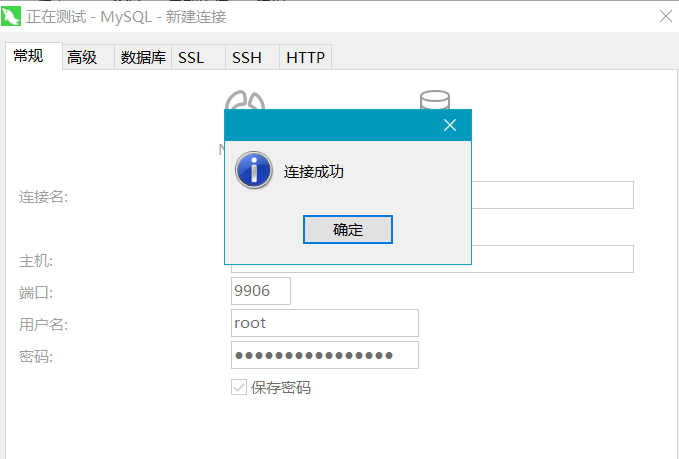 正在测试 - MySQL - 新建连接
常规 高级 数据库 SSL SSH HTTP
连接成功
确定
连接名:
主机:
端口: 9906
用户名: root
密码: ●●●●●●●●●●●●●●●●
保存密码